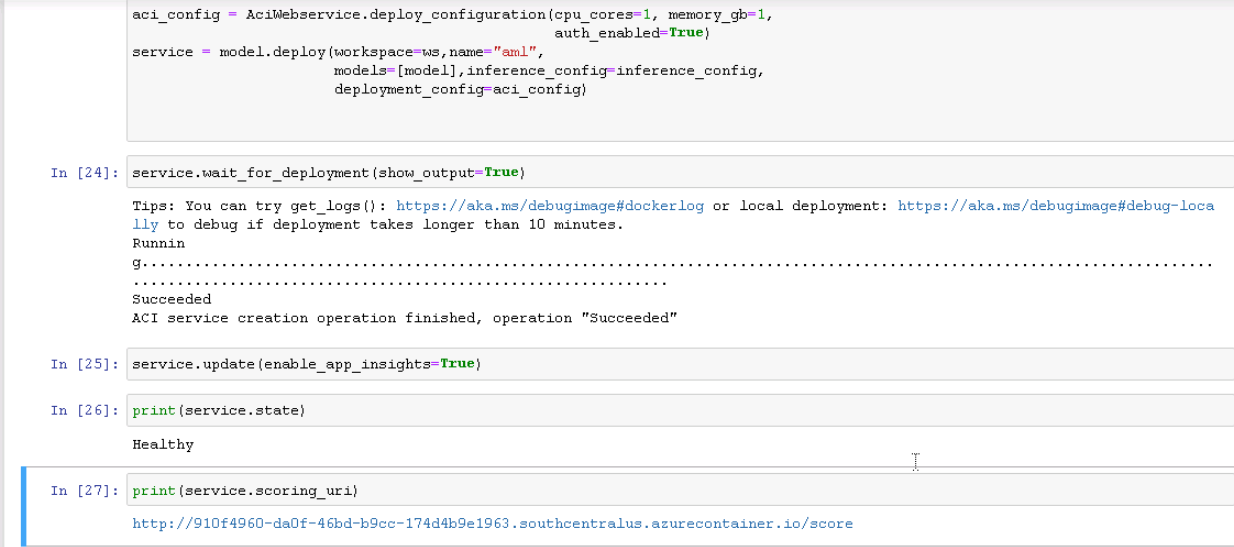 aci_config = AciWebservice.deploy_configuration(cpu_cores=1, memory_gb=1,
auth_enabled=True)
service = model.deploy(workspace=ws,name="aml",
models=[model],inference_config=inference_config,
deployment_config=aci_config)
In [24]: service.wait_for_deployment(show_output=True)
Tips: You can try get_logs(): https://aka.ms/debugimage#dockerlog or local deployment: https://aka.ms/debugimage#debug-loca
lly to debug if deployment takes longer than 10 minutes.
Runnin
g..........................................................................................................................
.............................................................
Succeeded
ACI service creation operation finished, operation "Succeeded"
In [25]: service.update(enable_app_insights=True)
In [26]: print(service.state)
Healthy
In [27]: print(service.scoring_uri)
http://910f4960-da0f-46bd-b9cc-174d4b9e1963.southcentralus.azurecontainer.io/score